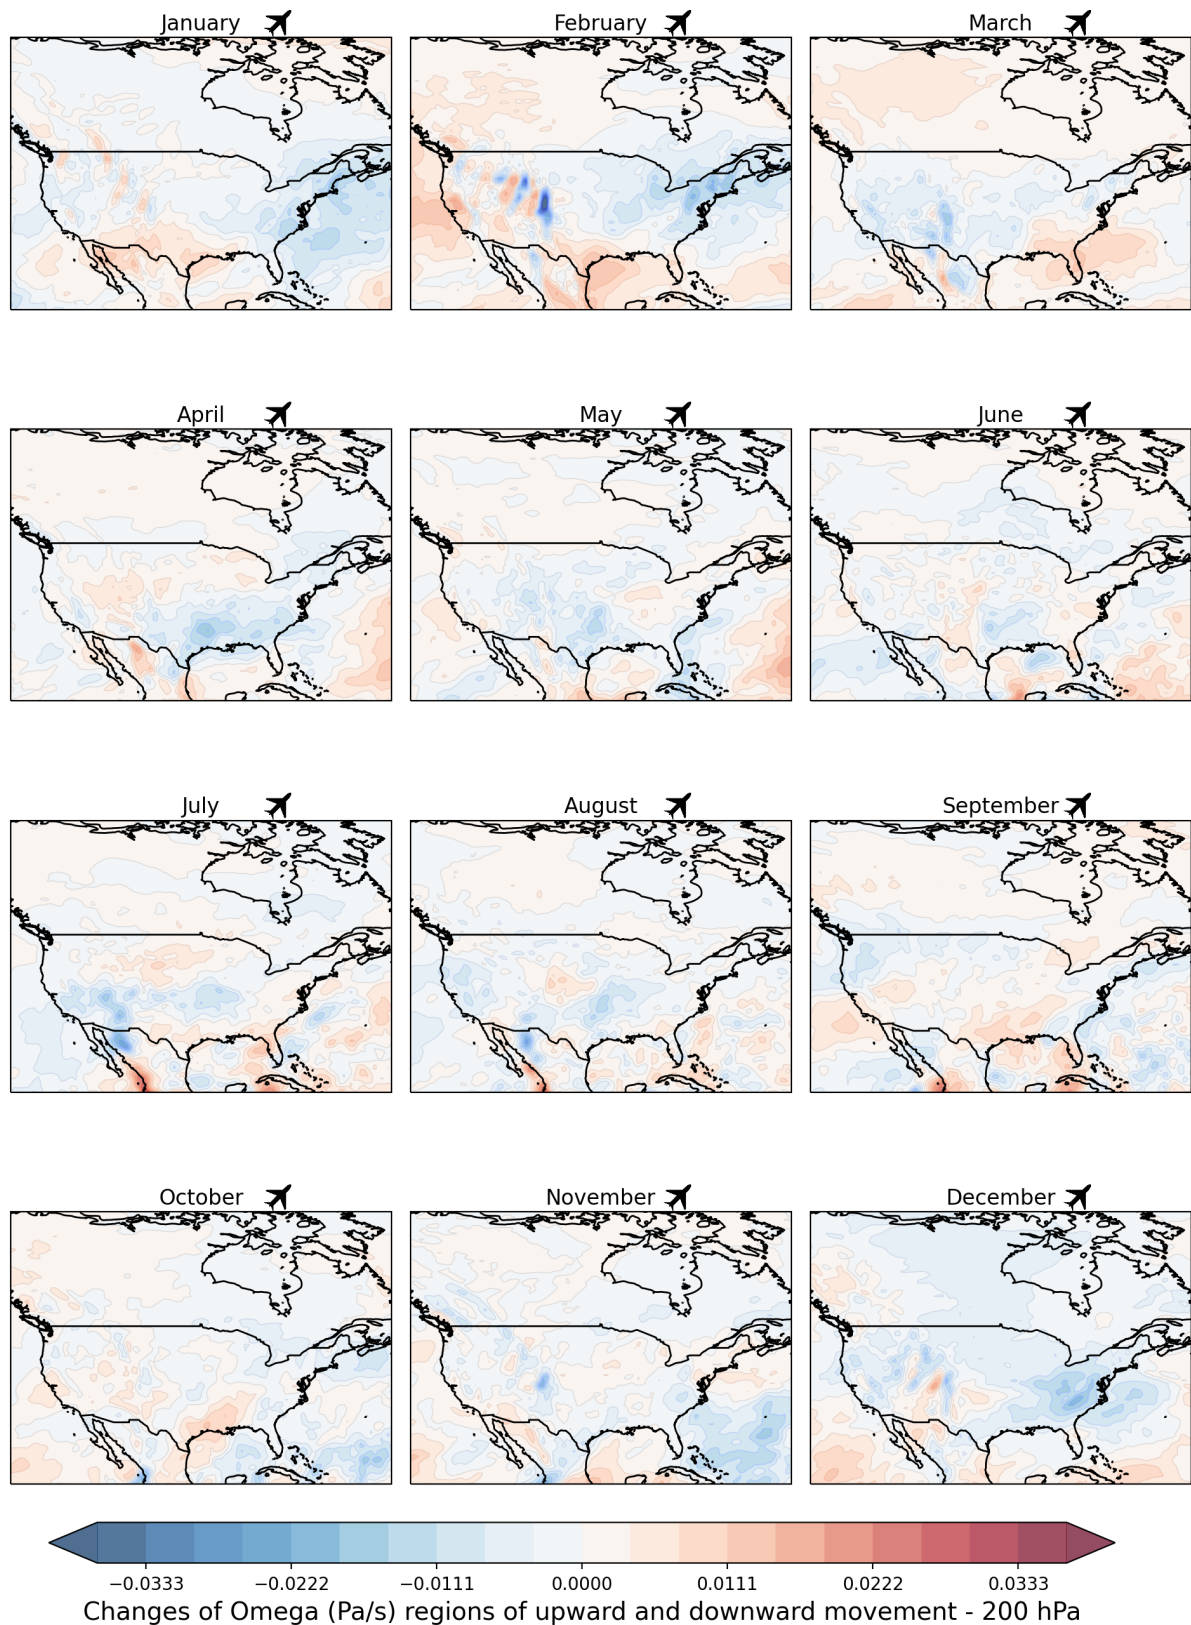 January
February
March
April
May
June
July
August
September
October
November
December
−0.0333
−0.0222
−0.0111
0.0000
0.0111
0.0222
0.0333
Changes of Omega (Pa/s) regions of upward and downward movement - 200 hPa